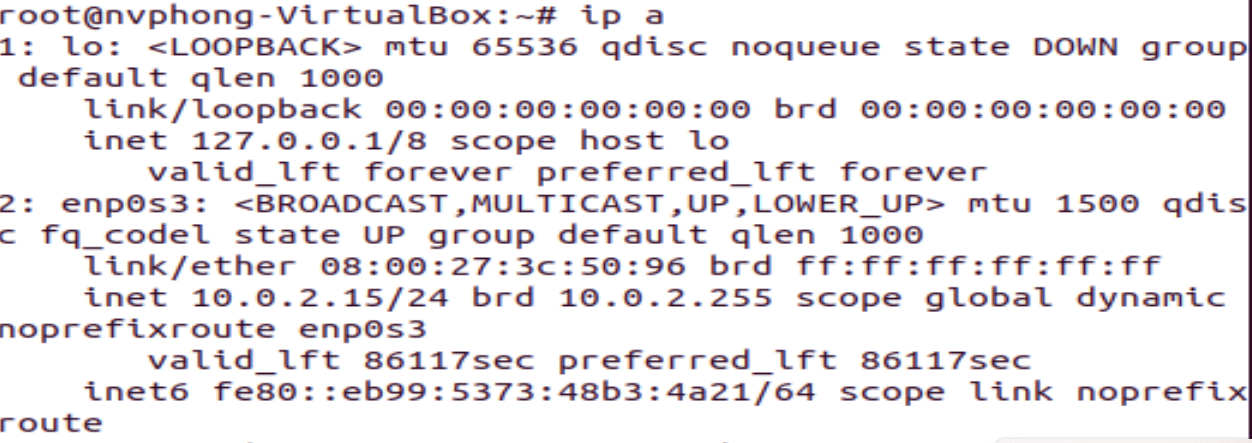 root@nvphong-VirtualBox:~# ip a
1: lo: <LOOPBACK> mtu 65536 qdisc noqueue state DOWN group
 default qlen 1000
    link/loopback 00:00:00:00:00:00 brd 00:00:00:00:00:00
    inet 127.0.0.1/8 scope host lo
       valid_lft forever preferred_lft forever
2: enp0s3: <BROADCAST,MULTICAST,UP,LOWER_UP> mtu 1500 qdis
c fq_codel state UP group default qlen 1000
    link/ether 08:00:27:3c:50:96 brd ff:ff:ff:ff:ff:ff
    inet 10.0.2.15/24 brd 10.0.2.255 scope global dynamic
noprefixroute enp0s3
       valid_lft 86117sec preferred_lft 86117sec
    inet6 fe80::eb99:5373:48b3:4a21/64 scope link noprefix
route